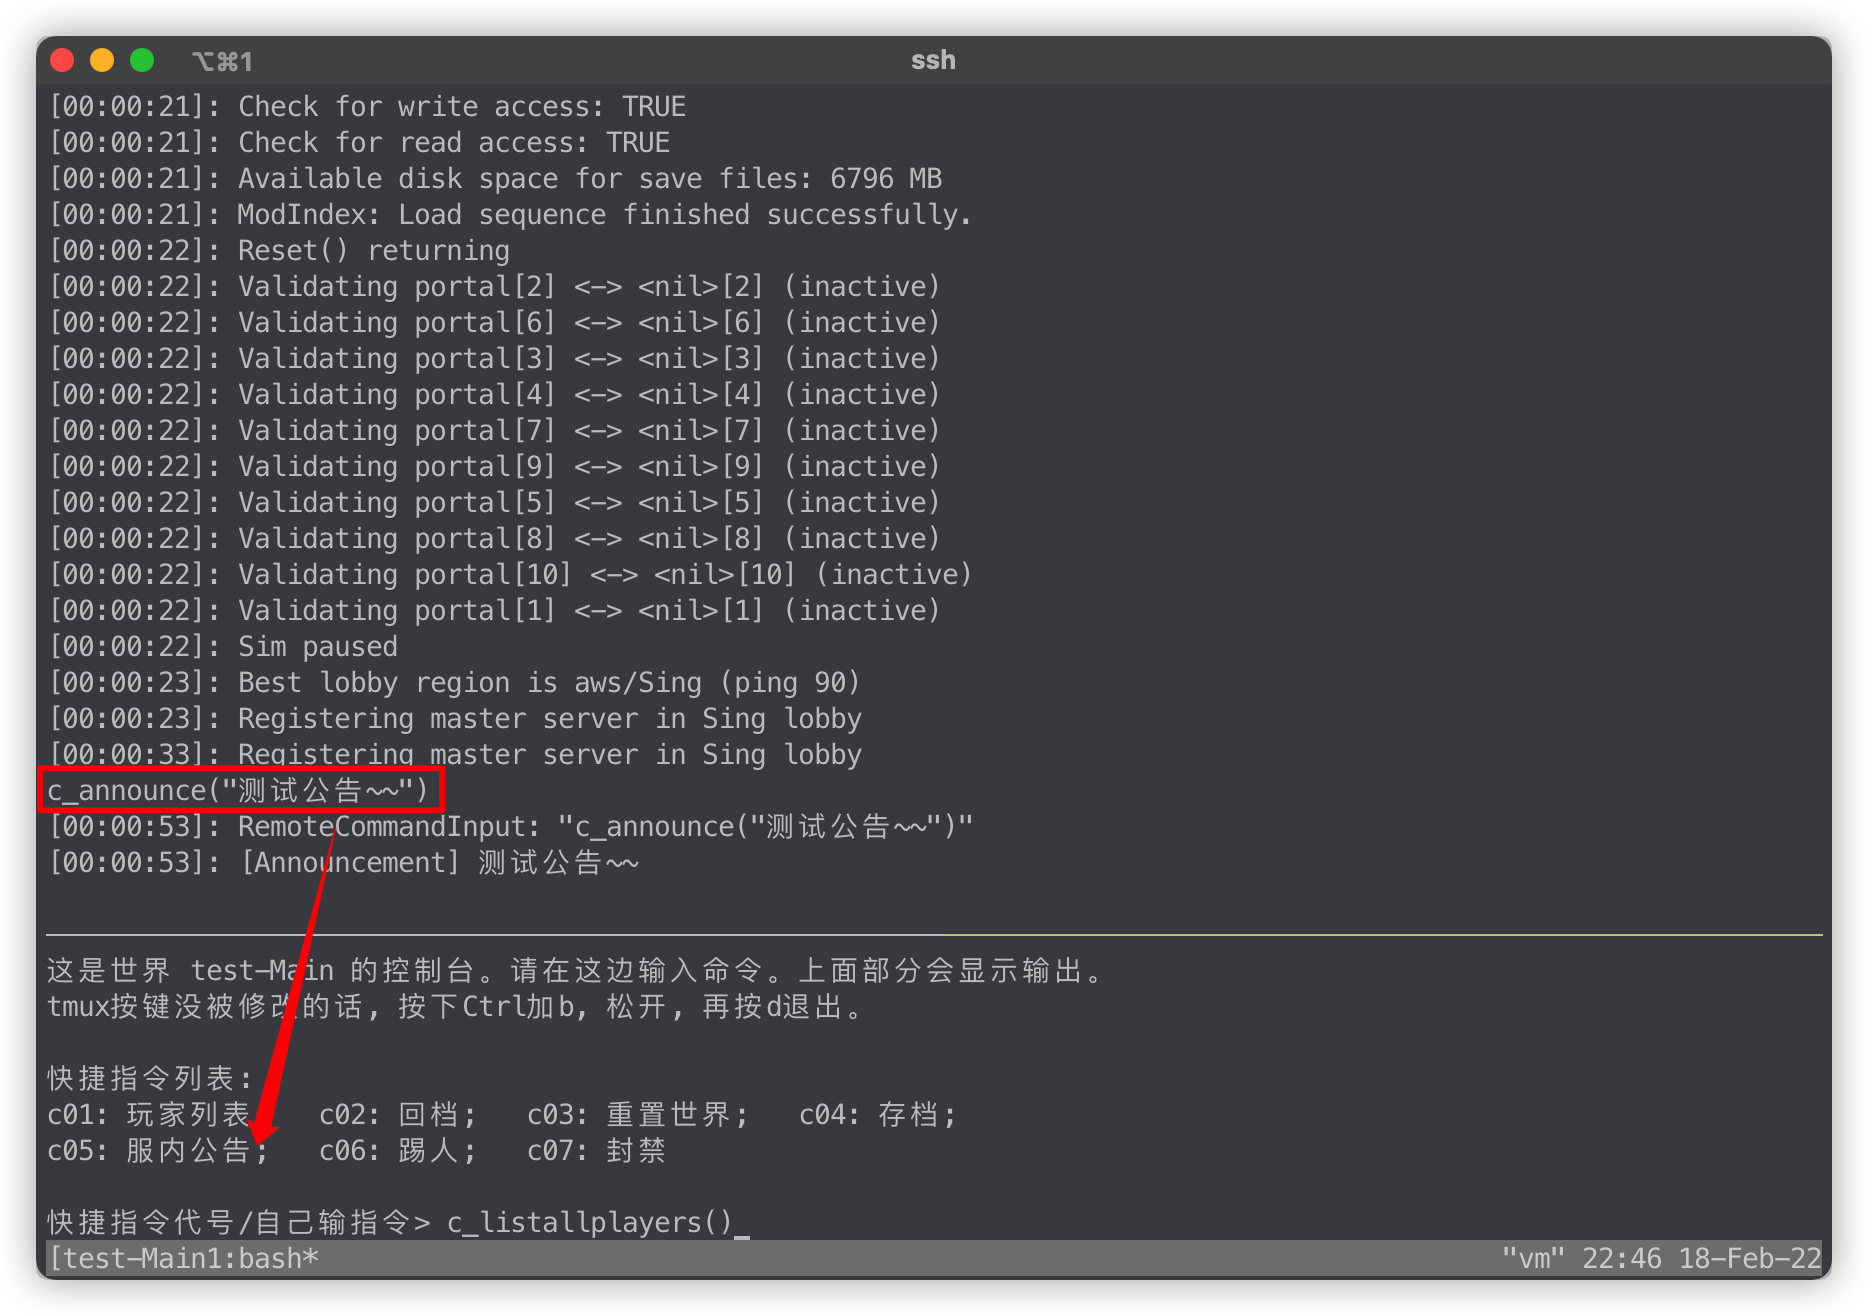 ⌥⌘1 ssh
[00:00:21]: Check for write access: TRUE
[00:00:21]: Check for read access: TRUE
[00:00:21]: Available disk space for save files: 6796 MB
[00:00:21]: ModIndex: Load sequence finished successfully.
[00:00:22]: Reset() returning
[00:00:22]: Validating portal[2] <-> <nil>[2] (inactive)
[00:00:22]: Validating portal[6] <-> <nil>[6] (inactive)
[00:00:22]: Validating portal[3] <-> <nil>[3] (inactive)
[00:00:22]: Validating portal[4] <-> <nil>[4] (inactive)
[00:00:22]: Validating portal[7] <-> <nil>[7] (inactive)
[00:00:22]: Validating portal[9] <-> <nil>[9] (inactive)
[00:00:22]: Validating portal[5] <-> <nil>[5] (inactive)
[00:00:22]: Validating portal[8] <-> <nil>[8] (inactive)
[00:00:22]: Validating portal[10] <-> <nil>[10] (inactive)
[00:00:22]: Validating portal[1] <-> <nil>[1] (inactive)
[00:00:22]: Sim paused
[00:00:23]: Best lobby region is aws/Sing (ping 90)
[00:00:23]: Registering master server in Sing lobby
[00:00:33]: Registering master server in Sing lobby
c_announce("测试公告~~")
[00:00:53]: RemoteCommandInput: "c_announce("测试公告~~")"
[00:00:53]: [Announcement] 测试公告~~
这是世界 test-Main 的控制台。请在这边输入命令。上面部分会显示输出。
tmux按键没被修改的话, 按下Ctrl加b, 松开, 再按d退出。
快捷指令列表:
c01: 玩家列表 c02: 回档; c03: 重置世界; c04: 存档;
c05: 服内公告; c06: 踢人; c07: 封禁
快捷指令代号/自己输指令> c_listallplayers()_
[test-Main1:bash* "vm" 22:46 18-Feb-22